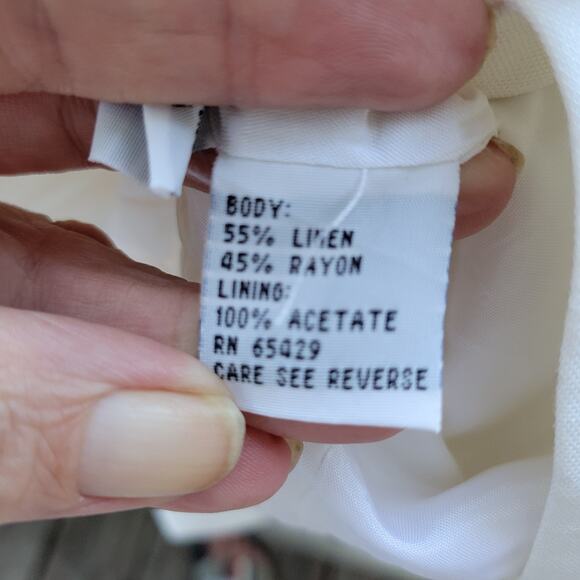 BODY:
55% LINEN
45% RAYON
LINING:
100% ACETATE
RN 65429
CARE SEE REVERSE